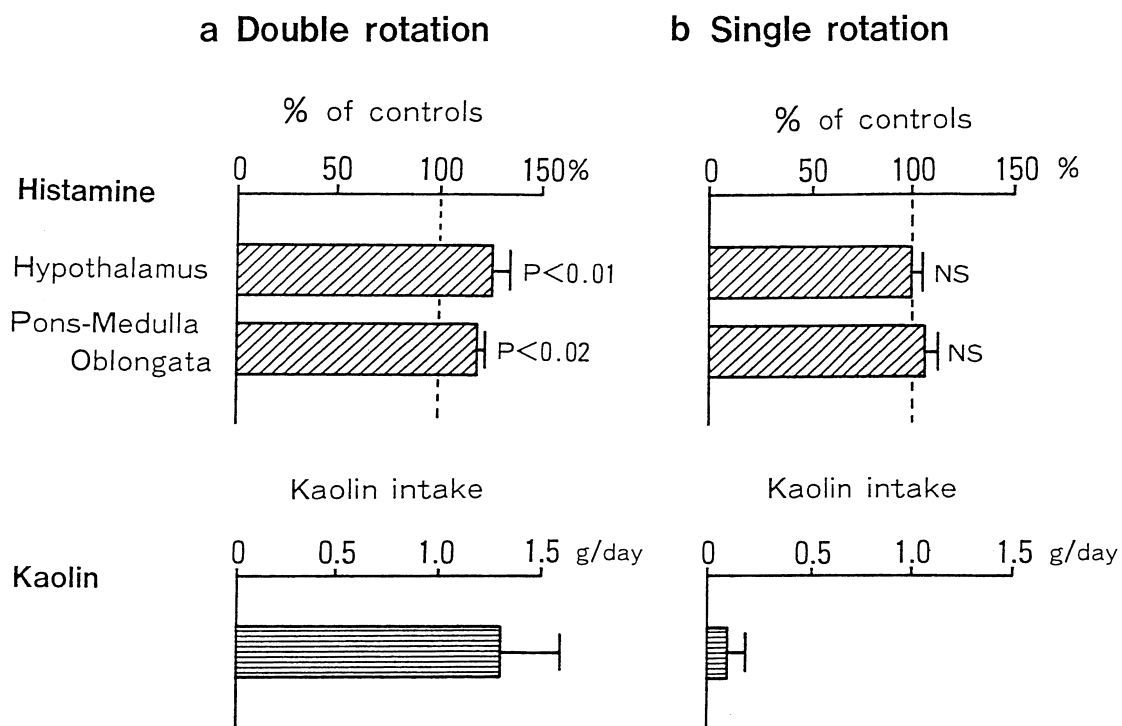 a Double rotation
b Single rotation
% of controls
% of controls
0 50 100 150%
0 50 100 150 %
Histamine
Hypothalamus
P<0.01
NS
Pons-Medulla
Oblongata
P<0.02
NS
Kaolin intake
Kaolin intake
0 0.5 1.0 1.5 g/day
0 0.5 1.0 1.5 g/day
Kaolin